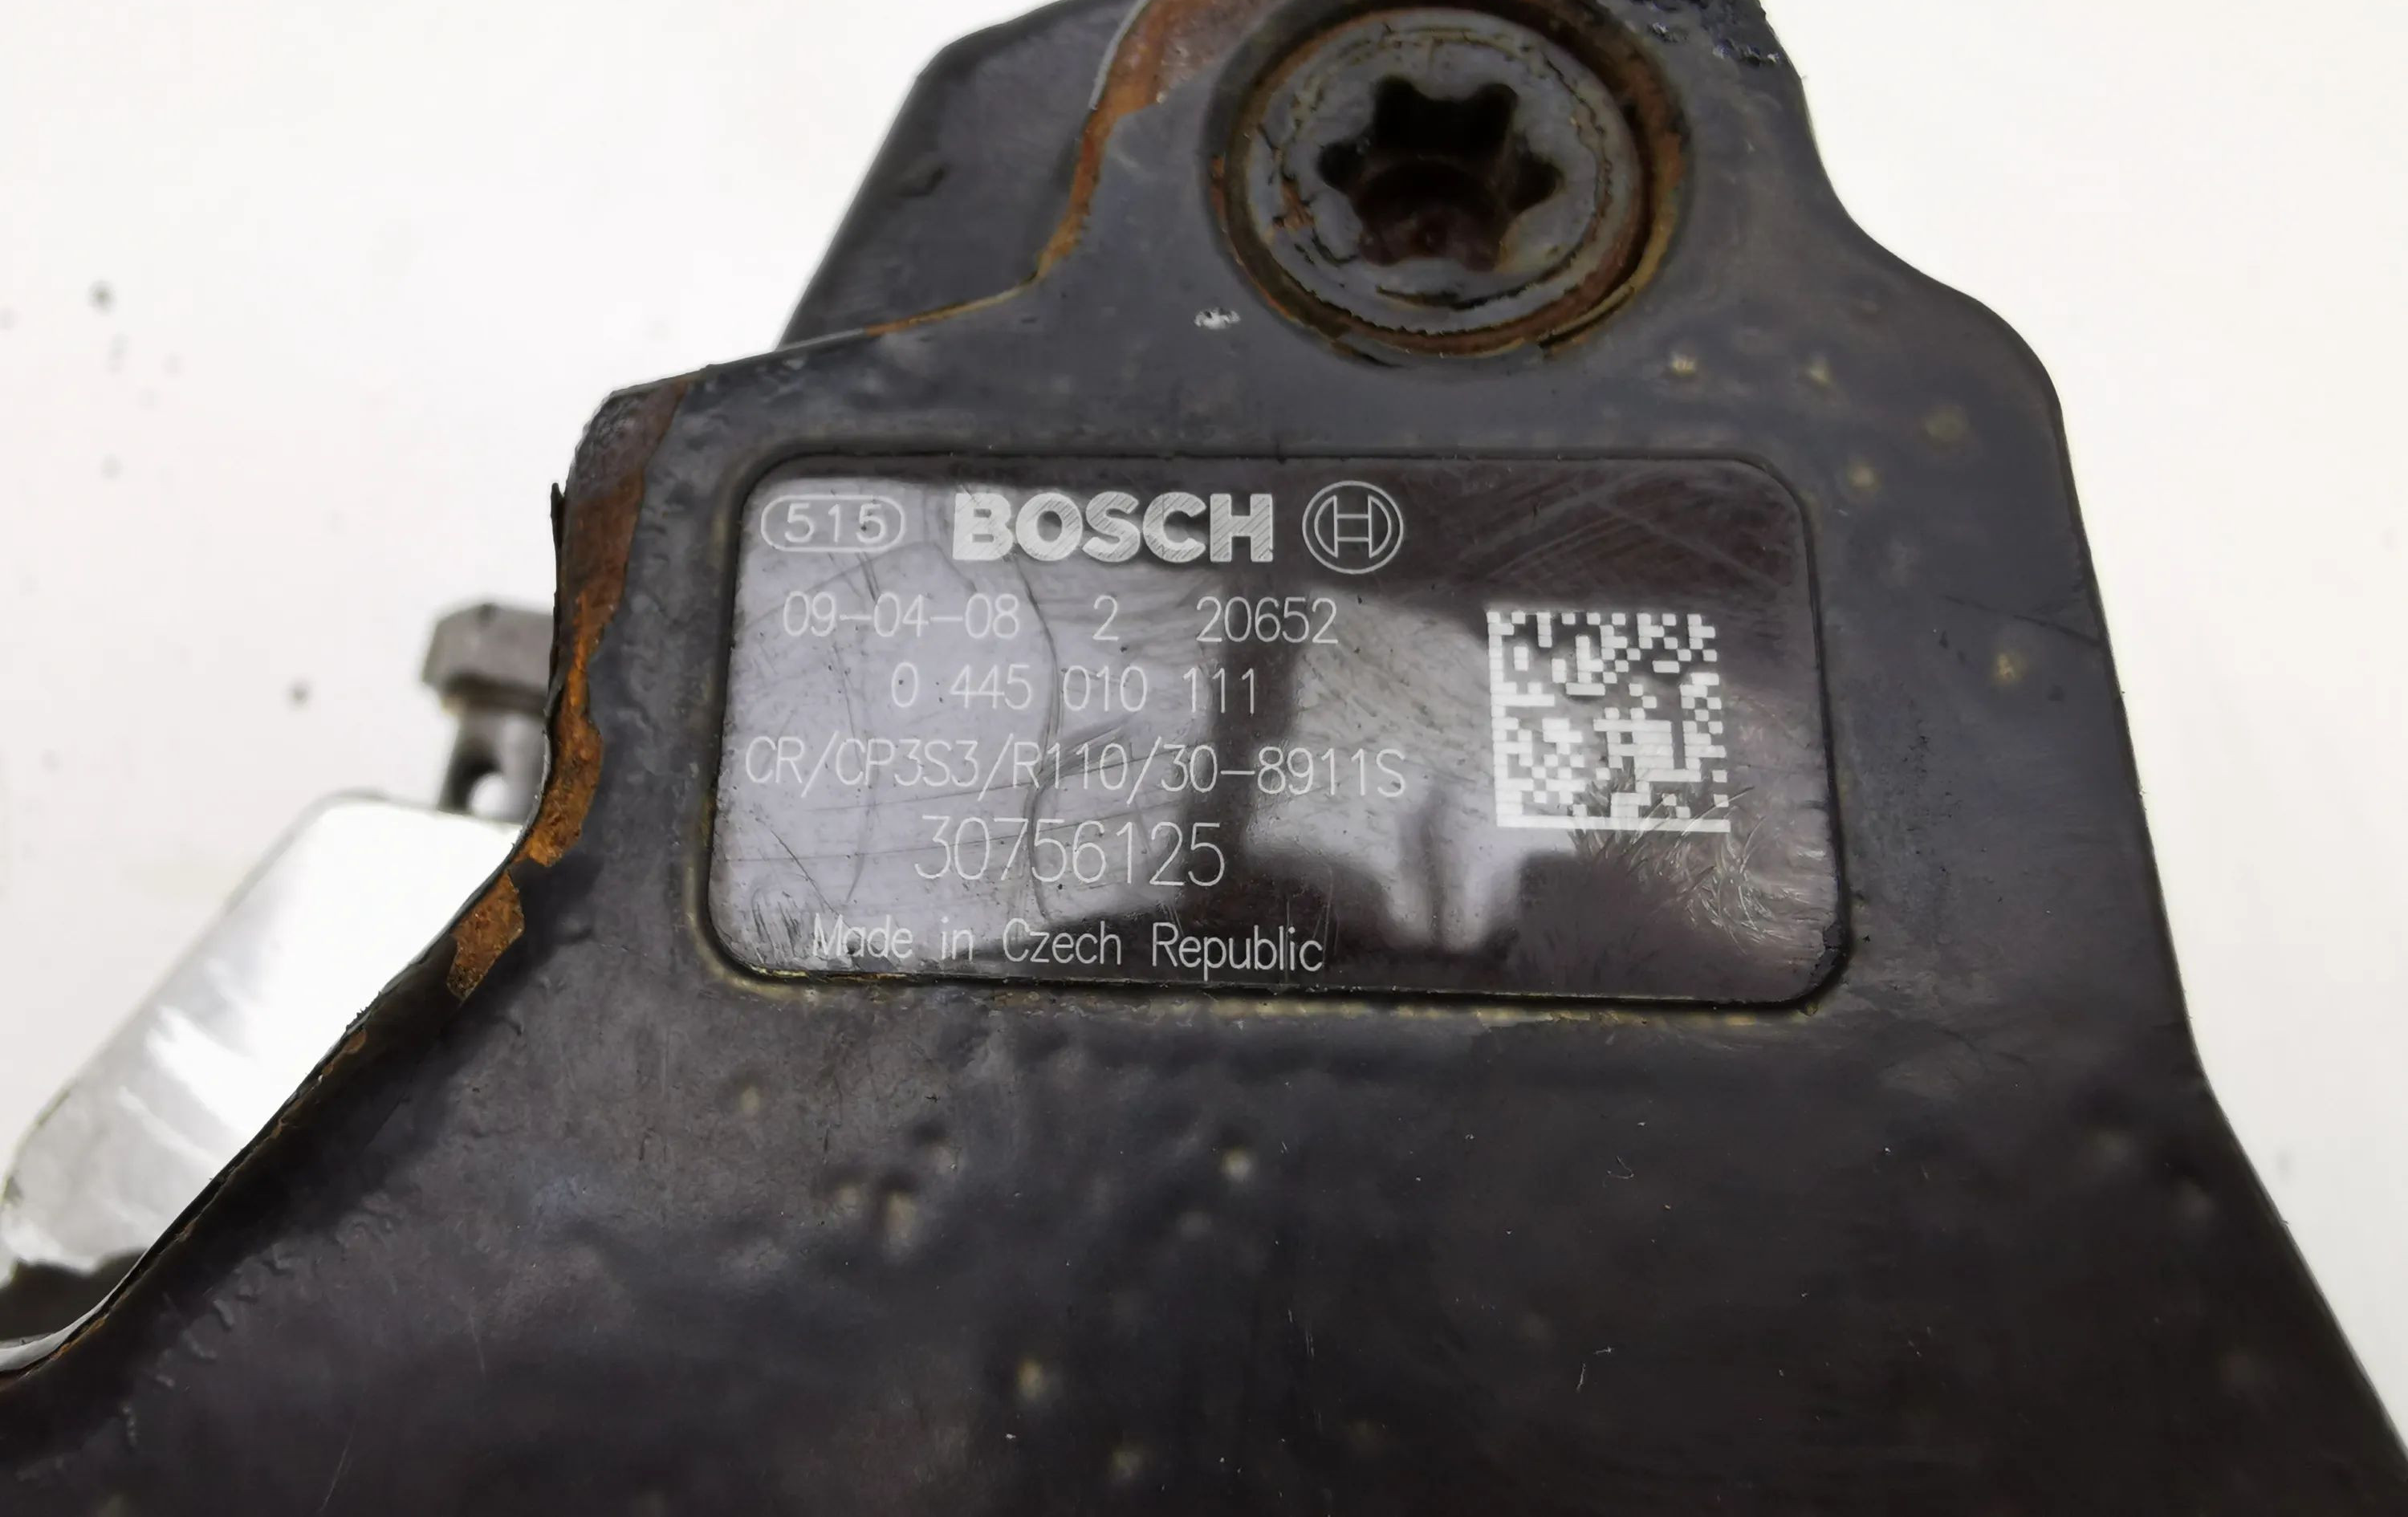 515 BOSCH
09-04-08 2 20652
0 445 010 111
CR/CP3S3/R110/30-8911S
30756125
Made in Czech Republic